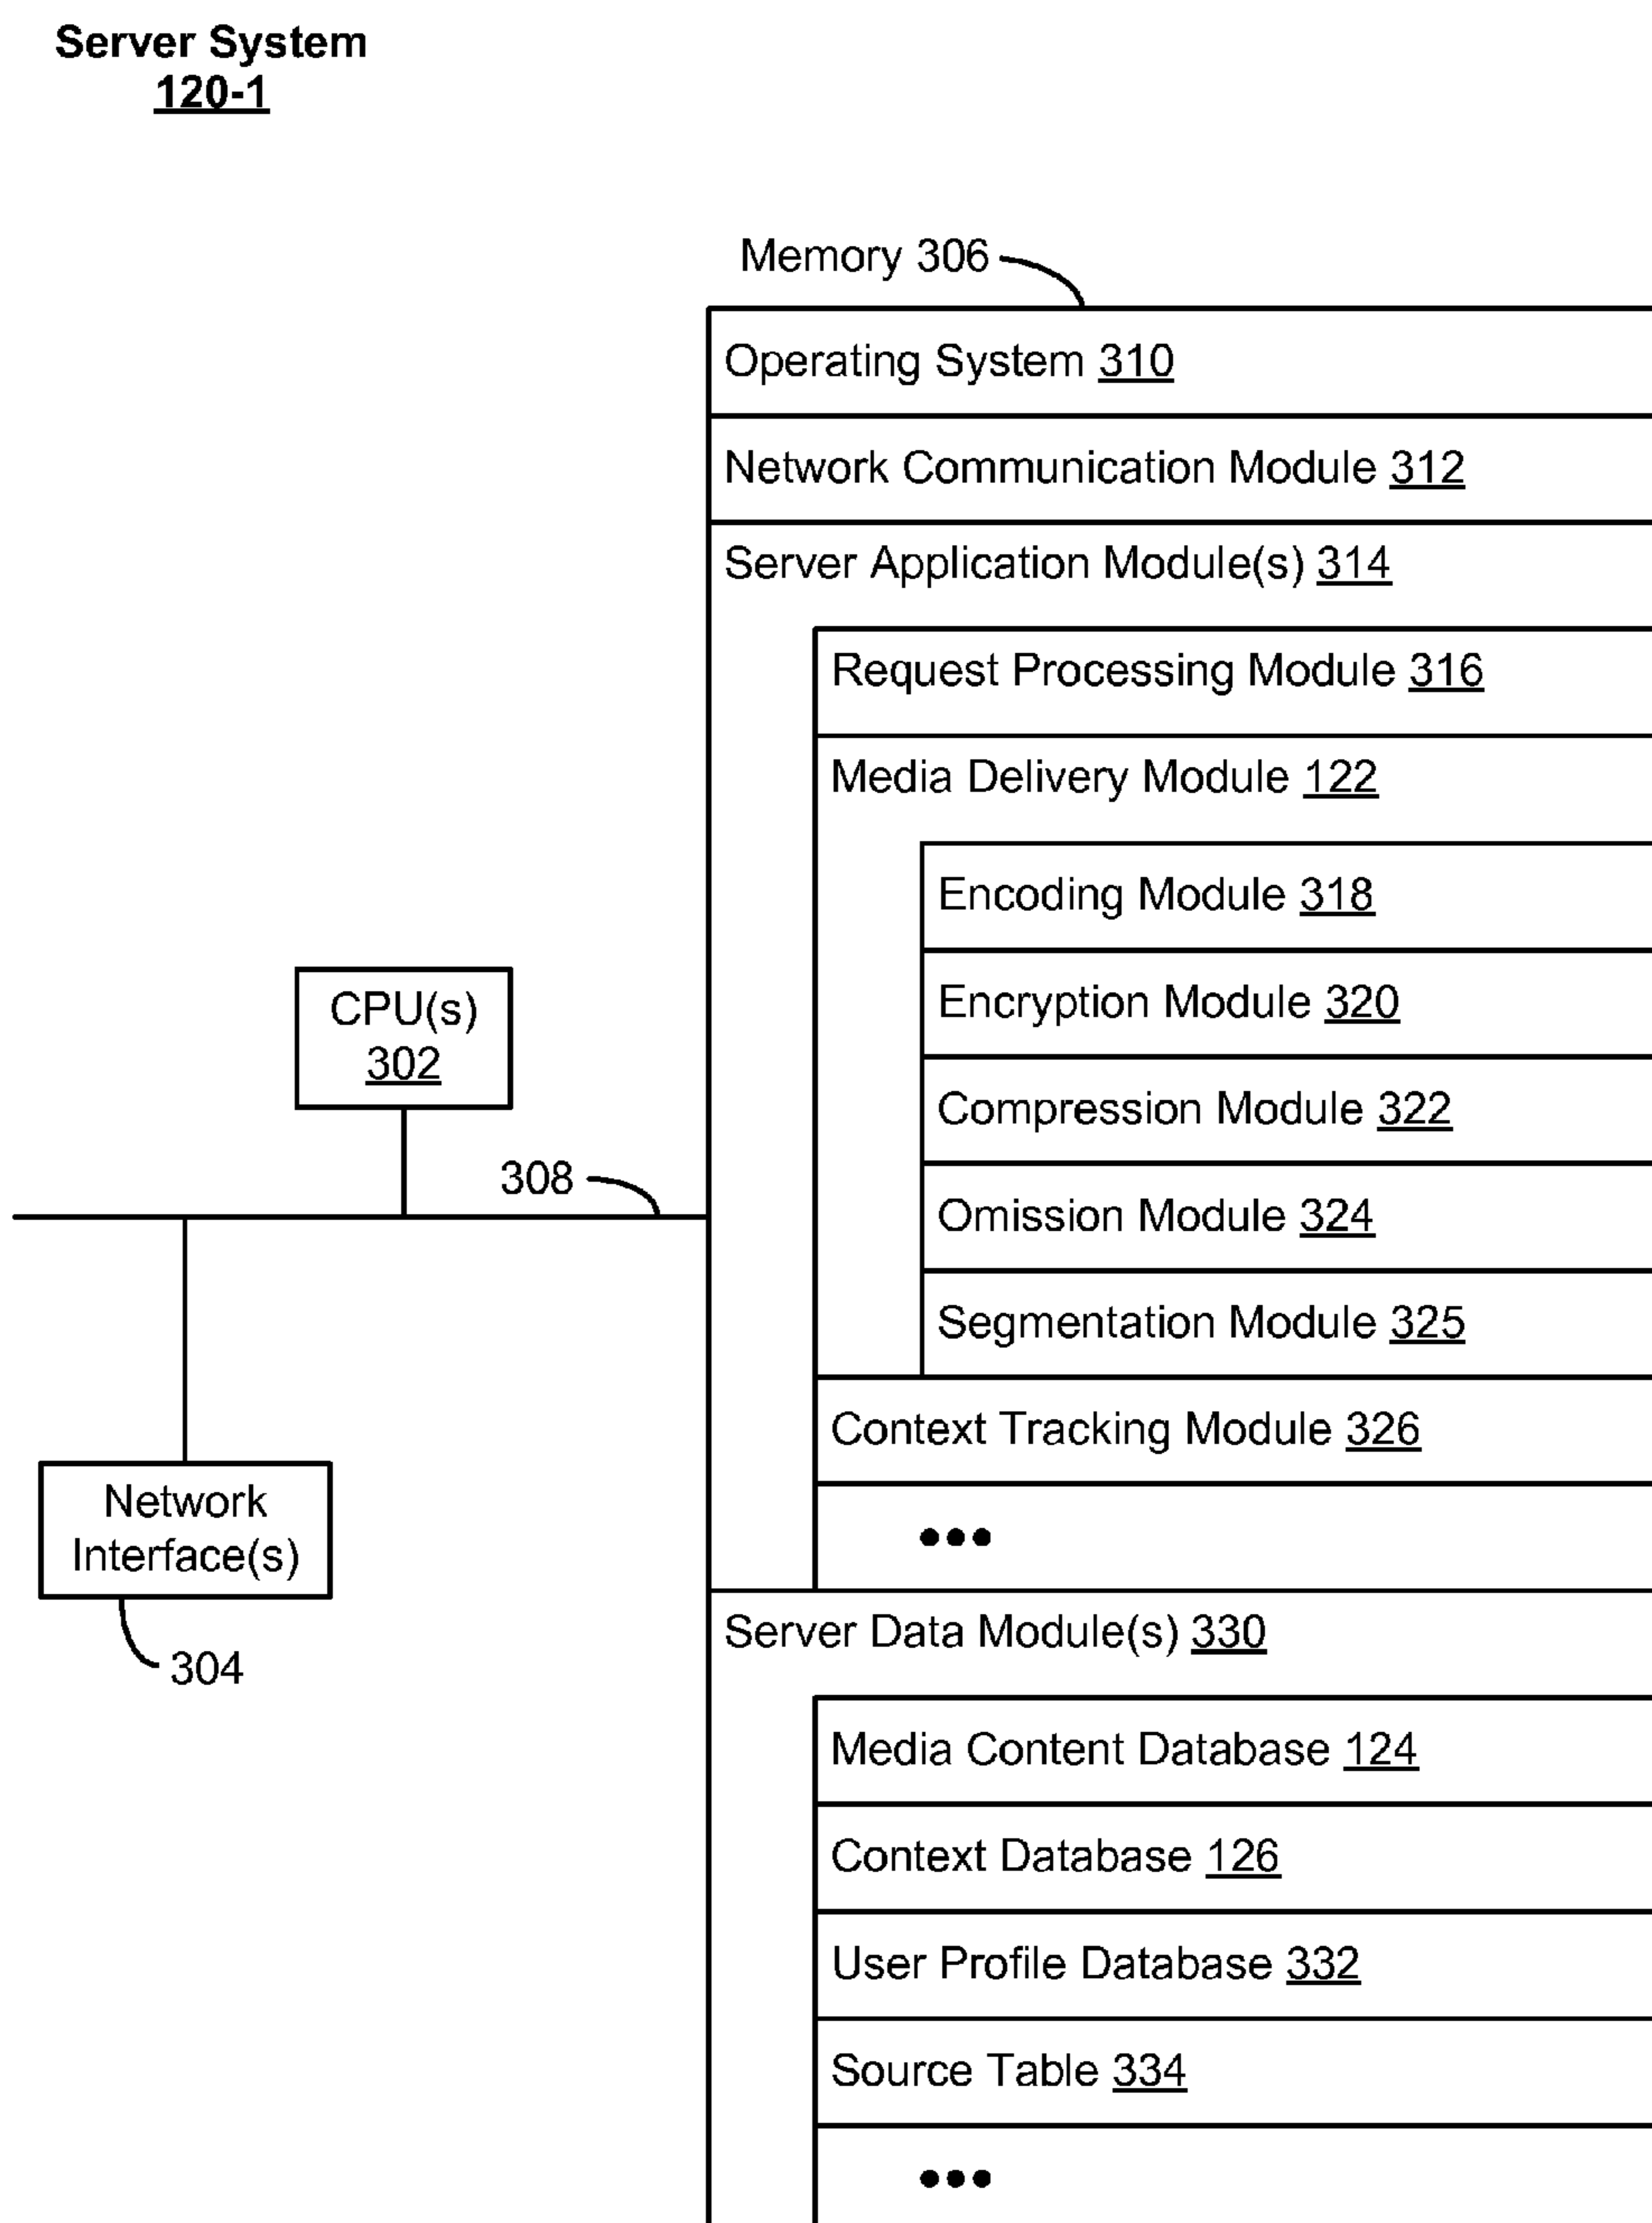 Server System
120-1
Memory 306
Operating System 310
Network Communication Module 312
Server Application Module(s) 314
Request Processing Module 316
Media Delivery Module 122
Encoding Module 318
Encryption Module 320
Compression Module 322
Omission Module 324
Segmentation Module 325
Context Tracking Module 326
•••
Server Data Module(s) 330
Media Content Database 124
Context Database 126
User Profile Database 332
Source Table 334
•••
CPU(s)
302
308
Network
Interface(s)
304